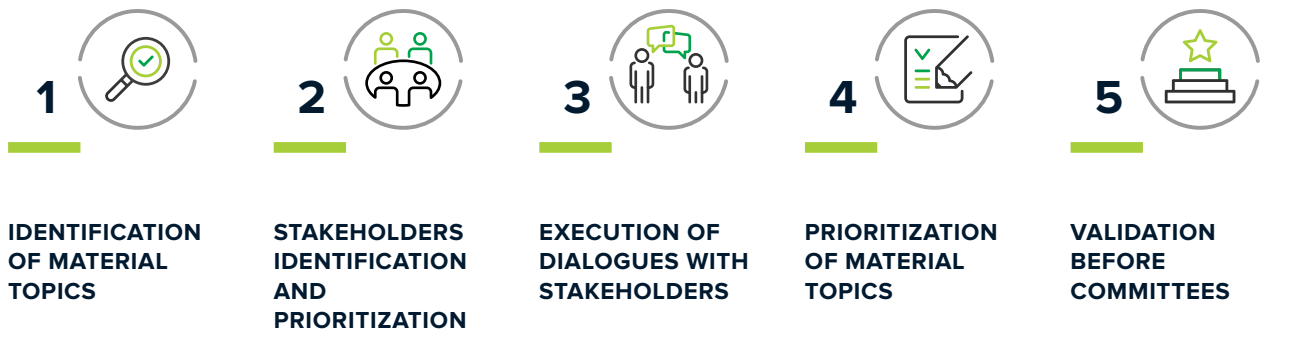 1
IDENTIFICATION
OF MATERIAL
TOPICS
2
STAKEHOLDERS
IDENTIFICATION
AND
PRIORITIZATION
3
EXECUTION OF
DIALOGUES WITH
STAKEHOLDERS
4
PRIORITIZATION
OF MATERIAL
TOPICS
5
VALIDATION
BEFORE
COMMITTEES